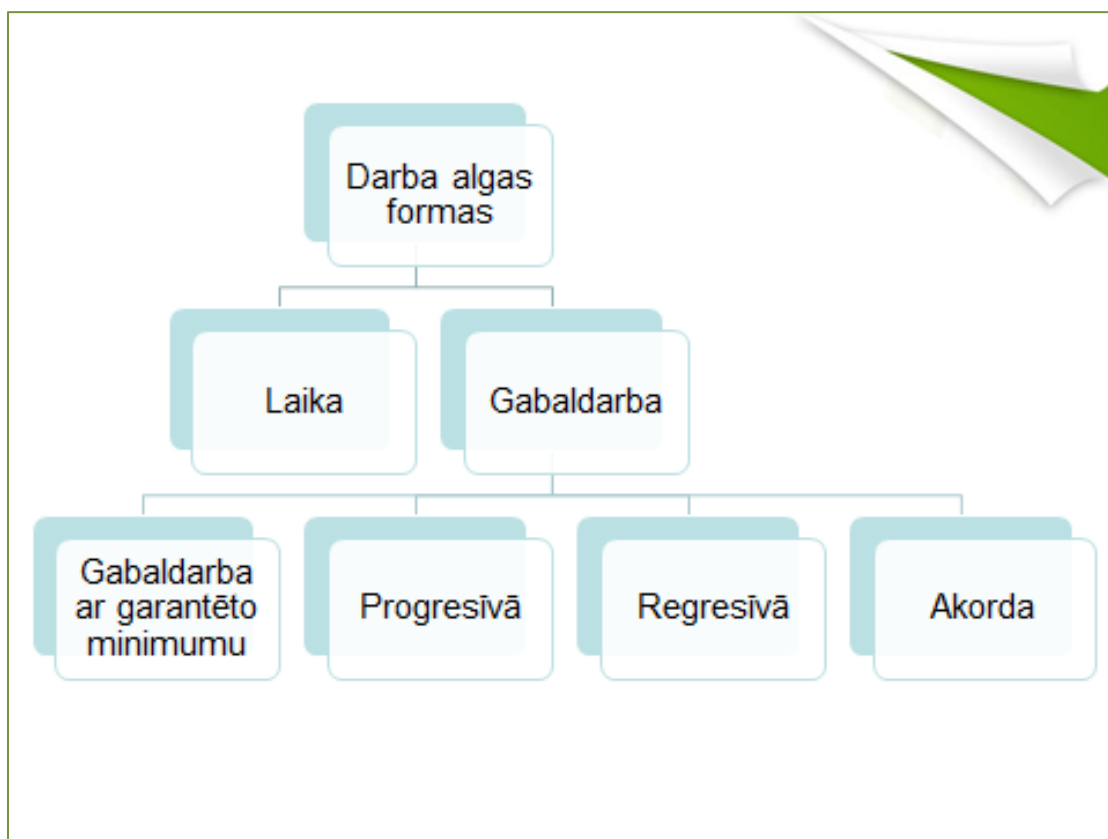 Darba algas
formas
Laika
Gabaldarba
Gabaldarba
ar garantēto
minimumu
Progresīvā
Regresīvā
Akorda